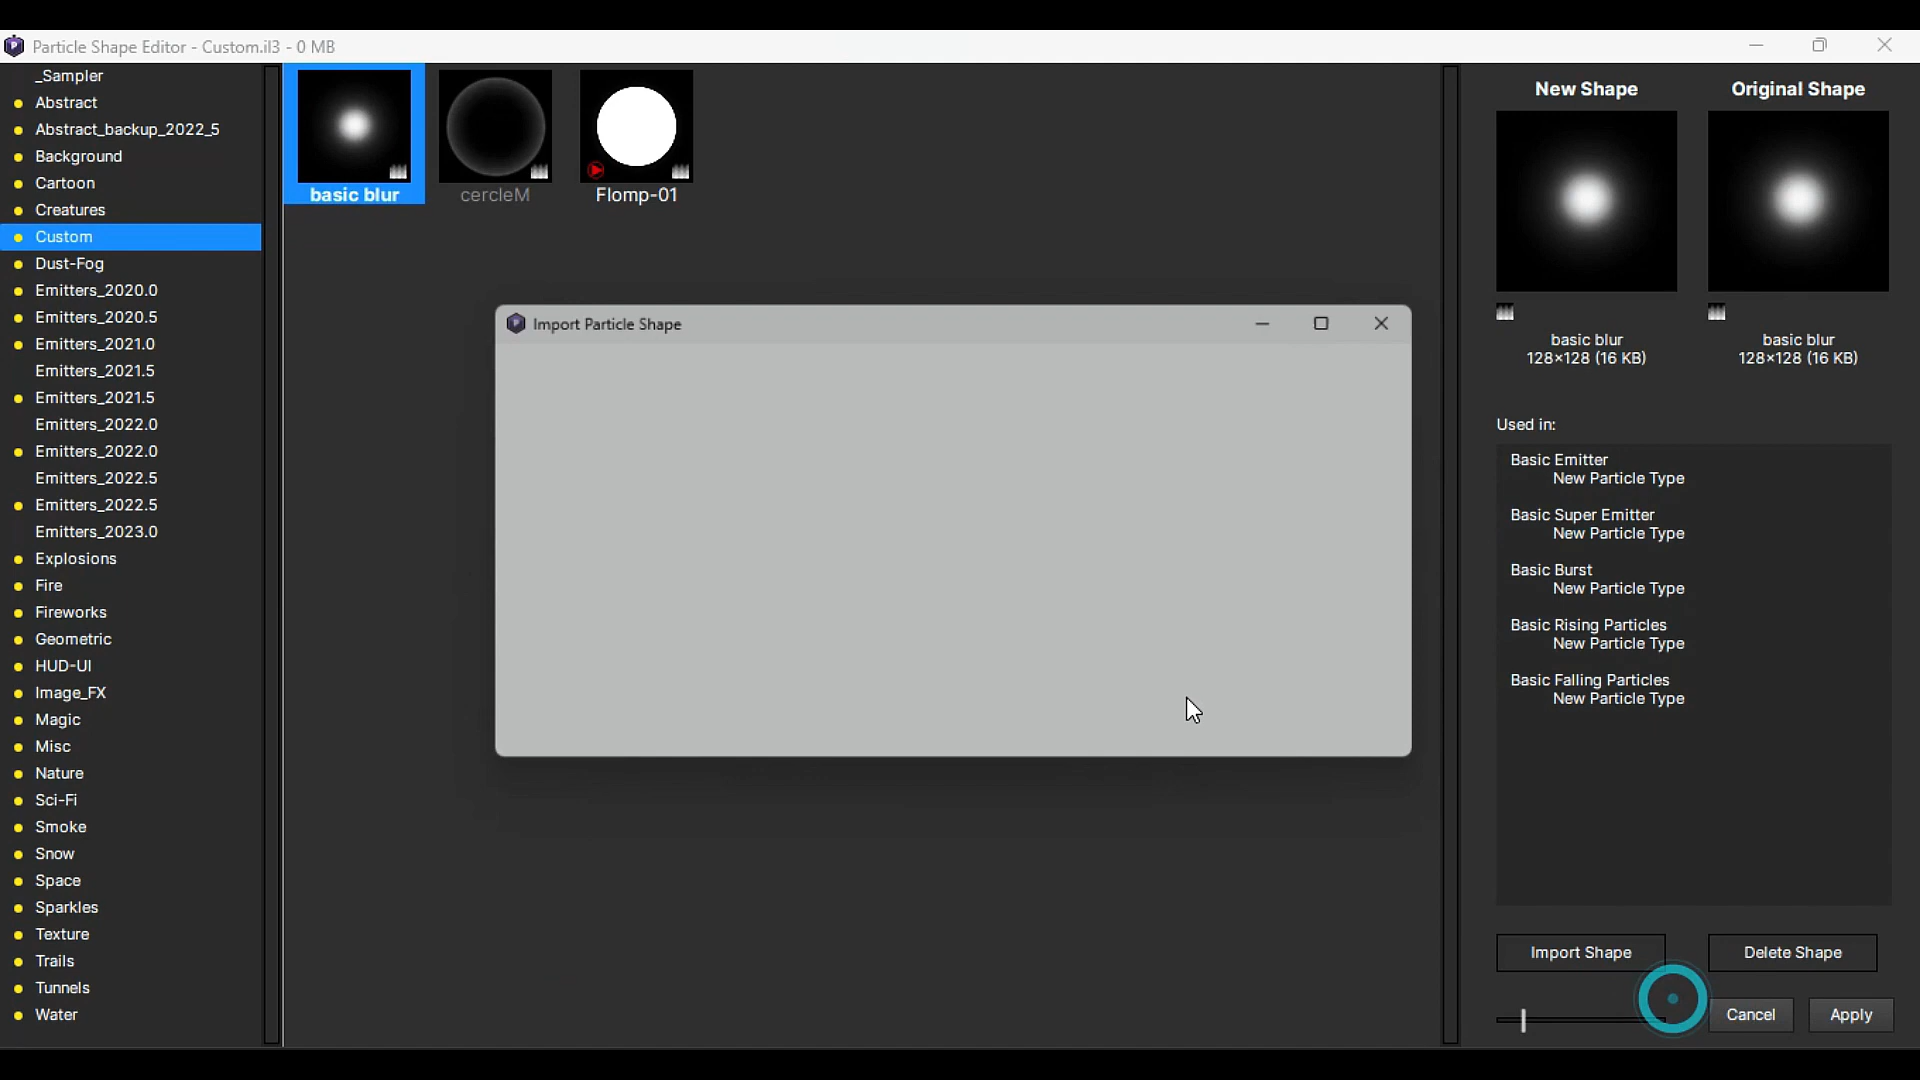 Particle Shape Editor - Custom.il3 - 0 MB
_Sampler
Abstract
Abstract_backup_2022_5
Background
Cartoon
Creatures
Custom
Dust-Fog
Emitters_2020.0
Emitters_2020.5
Emitters_2021.0
Emitters_2021.5
Emitters_2021.5
Emitters_2022.0
Emitters_2022.0
Emitters_2022.5
Emitters_2022.5
Emitters_2023.0
Explosions
Fire
Fireworks
Geometric
HUD-UI
Image_FX
Magic
Misc
Nature
Sci-Fi
Smoke
Snow
Space
Sparkles
Texture
Trails
Tunnels
Water
basic blur
cercleM
Flomp-01
Import Particle Shape
New Shape
Original Shape
basic blur
128×128 (16 KB)
basic blur
128×128 (16 KB)
Used in:
Basic Emitter
New Particle Type
Basic Super Emitter
New Particle Type
Basic Burst
New Particle Type
Basic Rising Particles
New Particle Type
Basic Falling Particles
New Particle Type
Import Shape
Delete Shape
Cancel
Apply